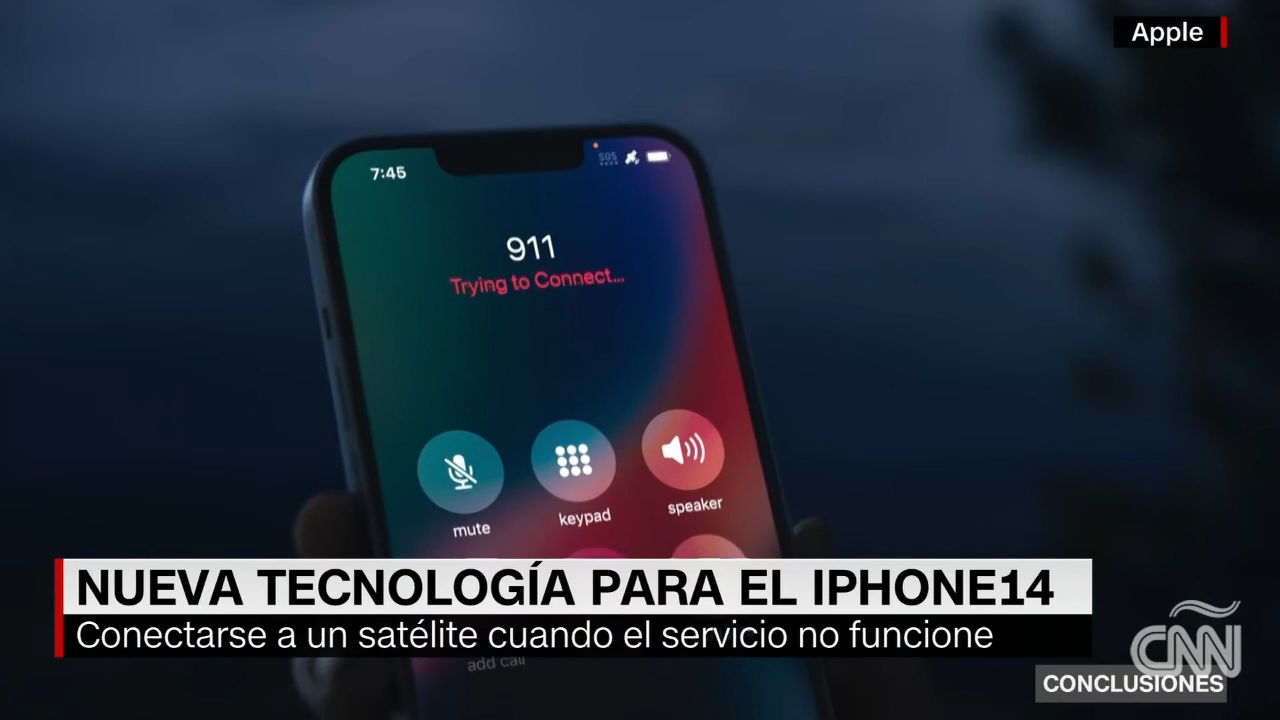 Apple
7:45
SOS
911
Trying to Connect...
mute
keypad
speaker
NUEVA TECNOLOGÍA PARA EL IPHONE14
Conectarse a un satélite cuando el servicio no funcione
add call
CNN
CONCLUSIONES